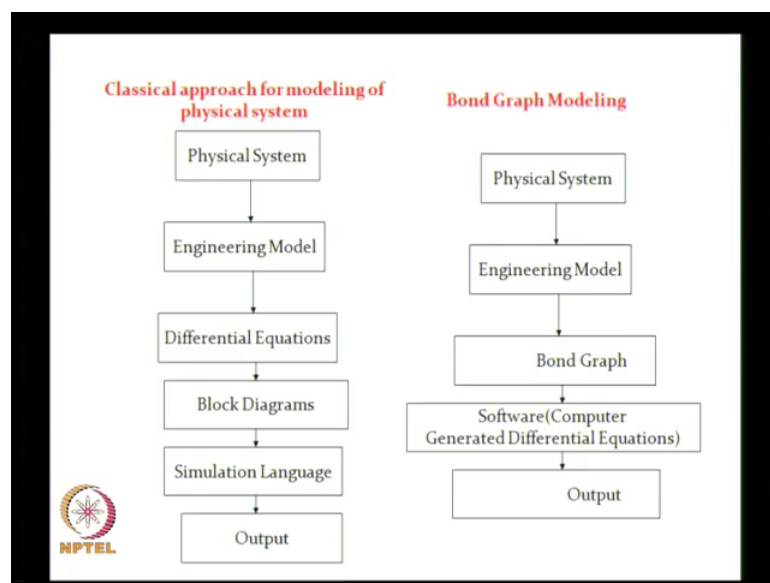 Classical approach for modeling of
physical system
Physical System
Engineering Model
Differential Equations
Block Diagrams
Simulation Language
Output
Bond Graph Modeling
Physical System
Engineering Model
Bond Graph
Software(Computer
Generated Differential Equations)
Output
NPTEL